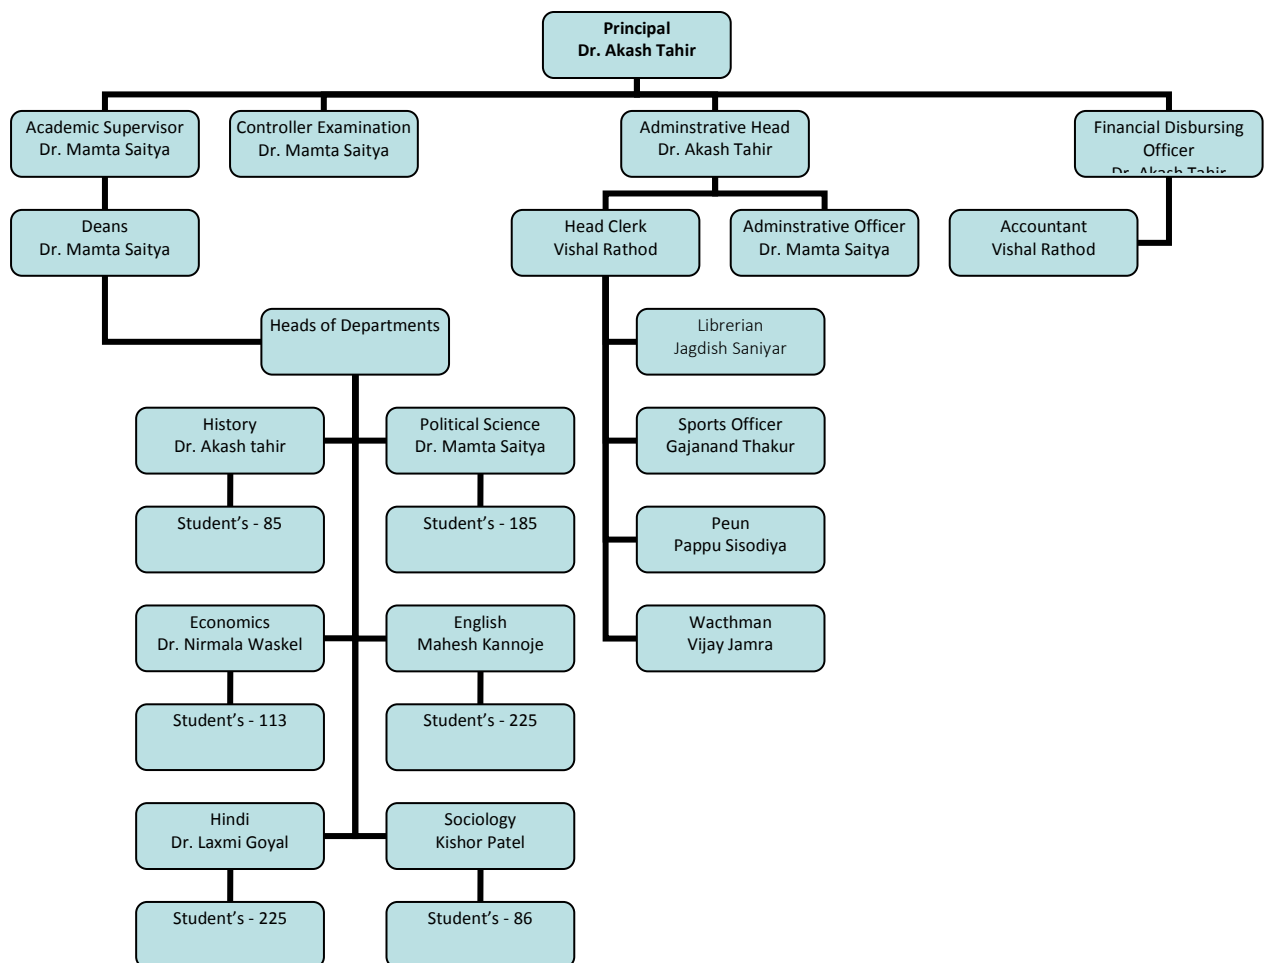 Principal
Dr. Akash Tahir
Academic Supervisor
Dr. Mamta Saitya
Controller Examination
Dr. Mamta Saitya
Adminstrative Head
Dr. Akash Tahir
Financial Disbursing
Officer
Dr. Akash Tahir
Deans
Dr. Mamta Saitya
Head Clerk
Vishal Rathod
Adminstrative Officer
Dr. Mamta Saitya
Accountant
Vishal Rathod
Heads of Departments
Librerian
Jagdish Saniyar
History
Dr. Akash tahir
Political Science
Dr. Mamta Saitya
Sports Officer
Gajanand Thakur
Student’s - 85
Student’s - 185
Peun
Pappu Sisodiya
Economics
Dr. Nirmala Waskel
English
Mahesh Kannoje
Wacthman
Vijay Jamra
Student’s - 113
Student’s - 225
Hindi
Dr. Laxmi Goyal
Sociology
Kishor Patel
Student’s - 225
Student’s - 86